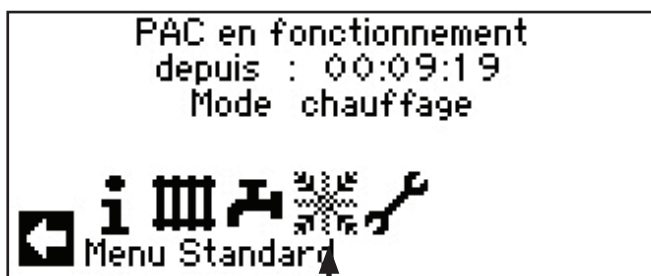 PAC en fonctionnement
depuis : 00:09:19
Mode chauffage
Menu Standard